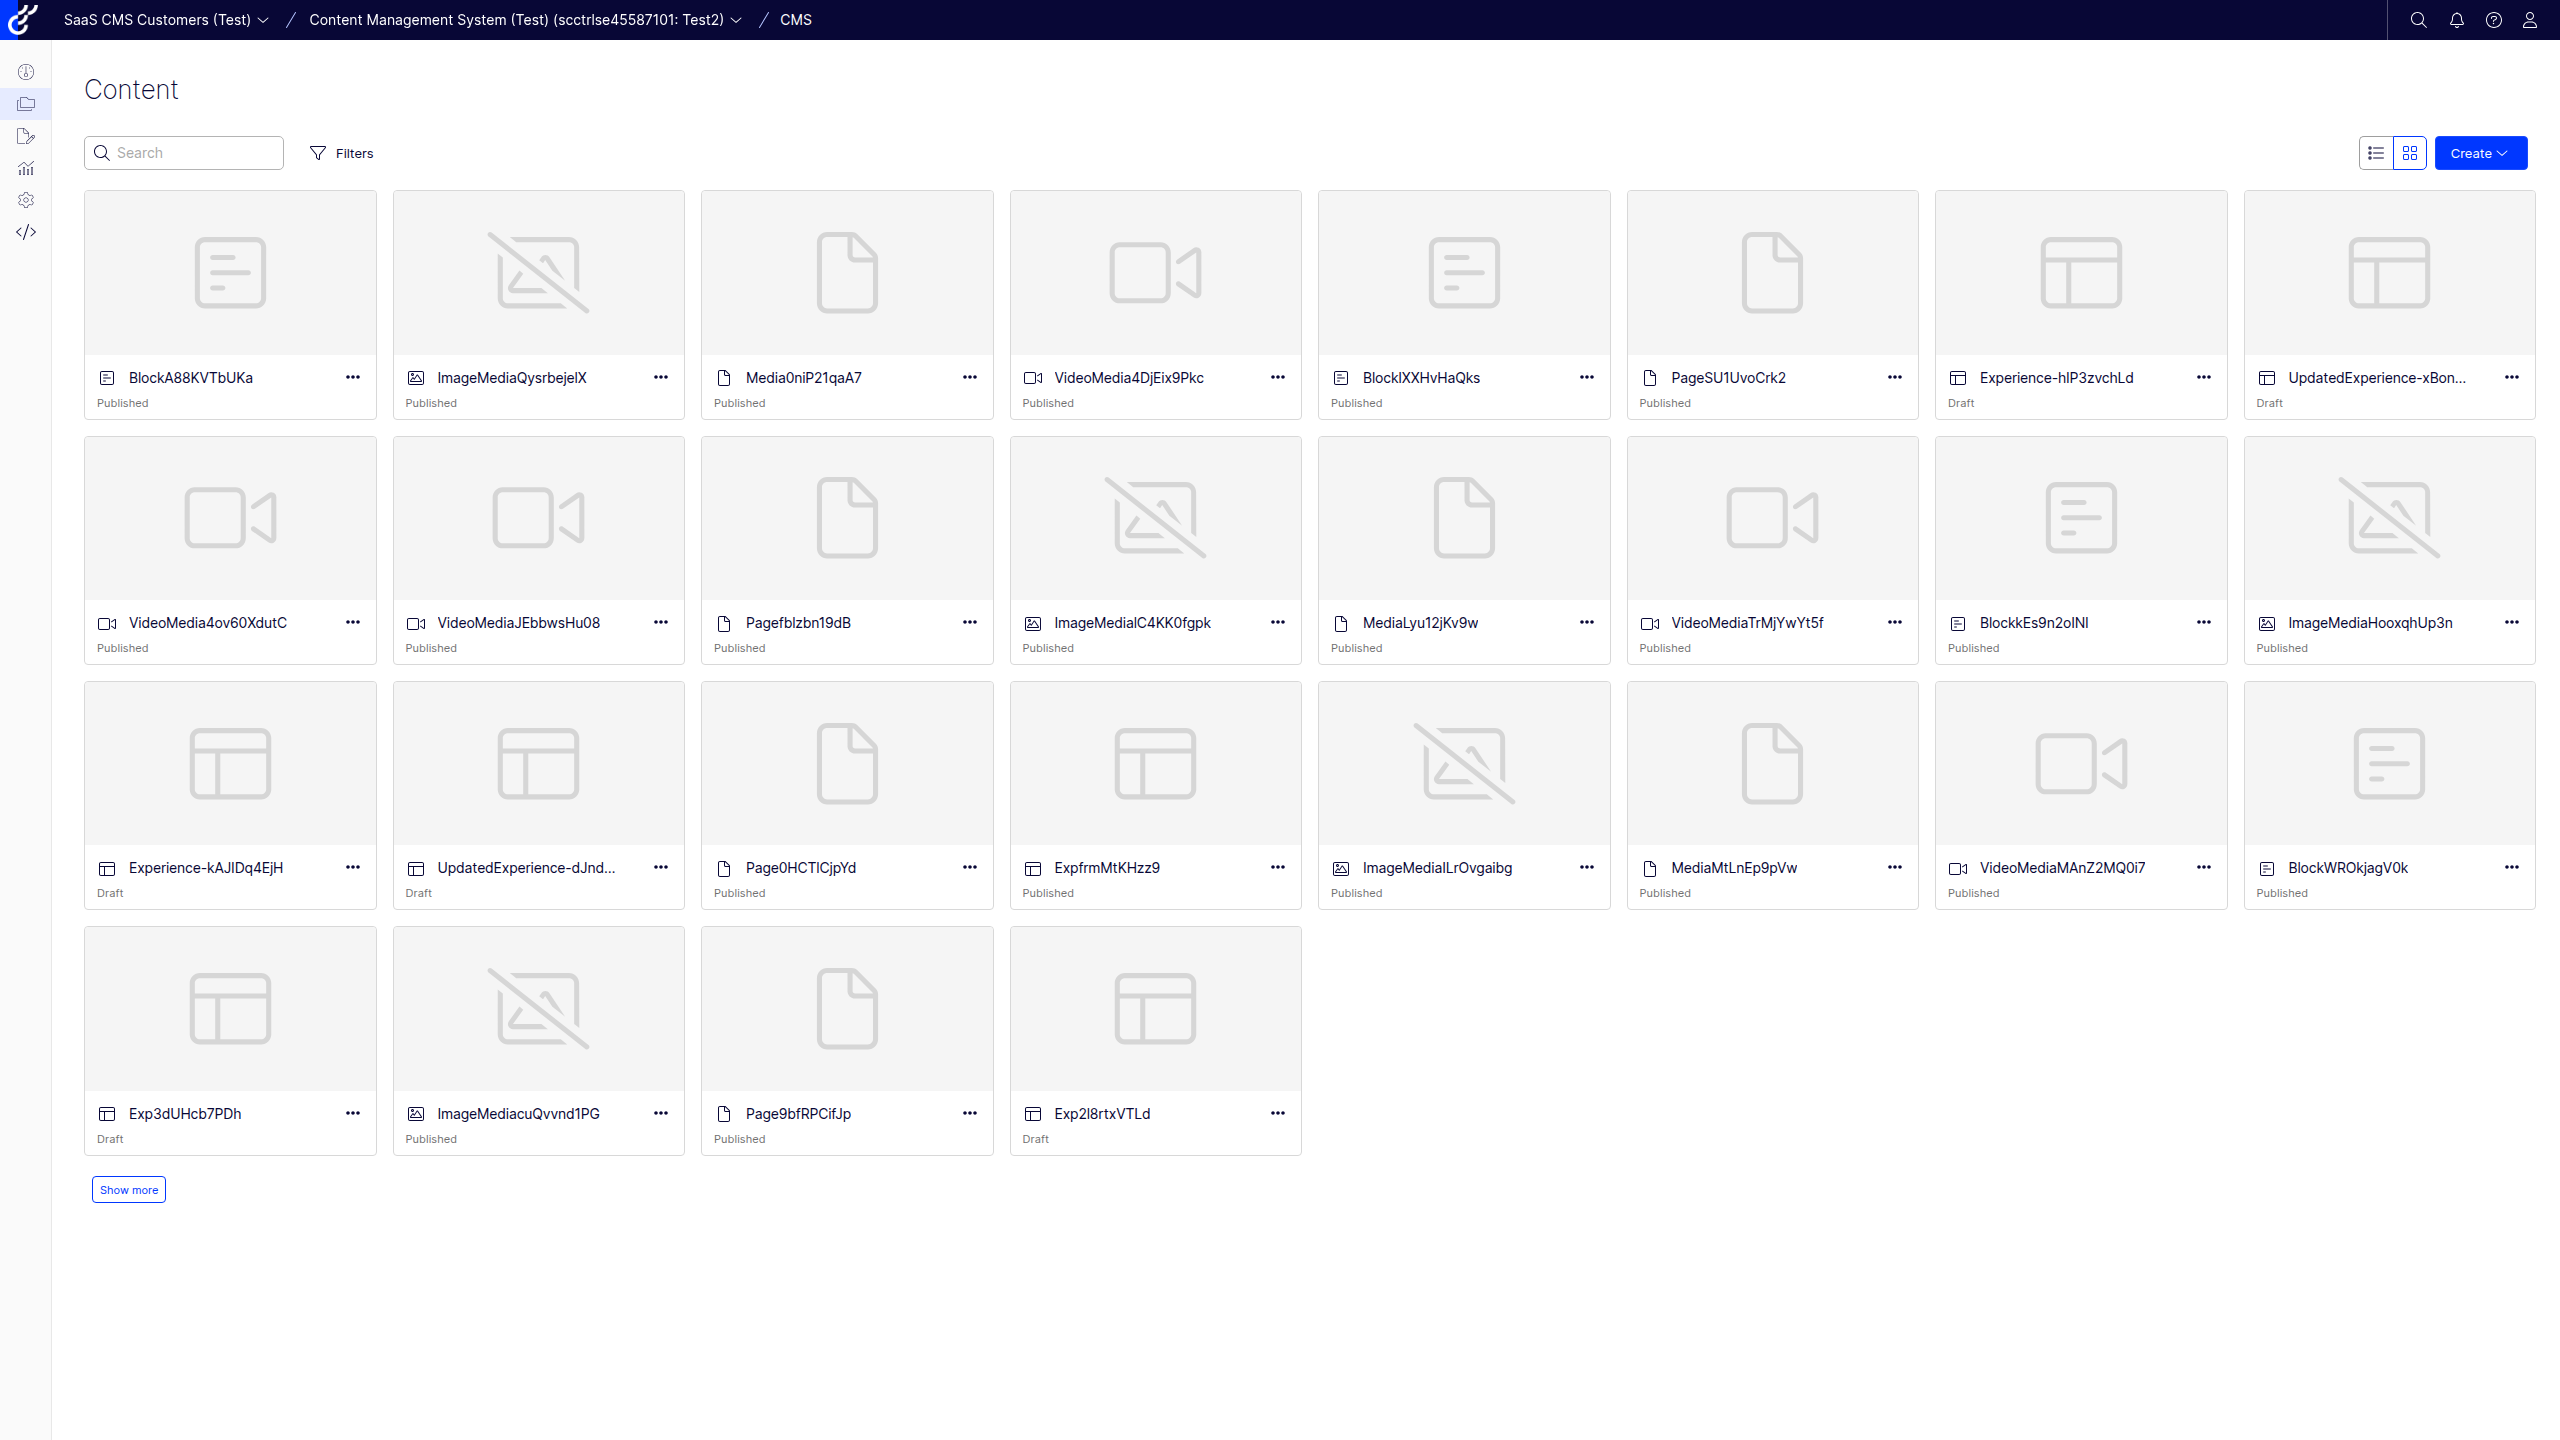 SaaS CMS Customers (Test) / Content Management System (Test) (scctrlse45587101: Test2) / CMS
Content
Search
Filters
Create
BlockA88KVTbUKa
ImageMediaQysrbejelX
Media0niP21qaA7
VideoMedia4DjEix9Pkc
BlockIXXHvHaQks
PageSU1UvoCrk2
Experience-hlP3zvchLd
UpdatedExperience-xBon...
Published
Published
Published
Published
Published
Published
Draft
Draft
VideoMedia4ov60XdutC
VideoMediaJEbbwsHu08
Pagefblzbn19dB
ImageMediaIC4KK0fgpk
MediaLyu12jKv9w
VideoMediaTrMjYwYt5f
BlockkEs9n2oINI
ImageMediaHooxqhUp3n
Published
Published
Published
Published
Published
Published
Published
Published
Experience-kAJIDq4EjH
UpdatedExperience-dJnd...
Page0HCTlCjpYd
ExpfrmMtKHzz9
ImageMediaILrOvgaibg
MediaMtLnEp9pVw
VideoMediaMAnZ2MQ0i7
BlockWROkjagV0k
Draft
Draft
Published
Published
Published
Published
Published
Published
Exp3dUHcb7PDh
ImageMediacuQvvnd1PG
Page9bfRPCifJp
Exp2l8rtxVTLd
Draft
Published
Published
Draft
Show more